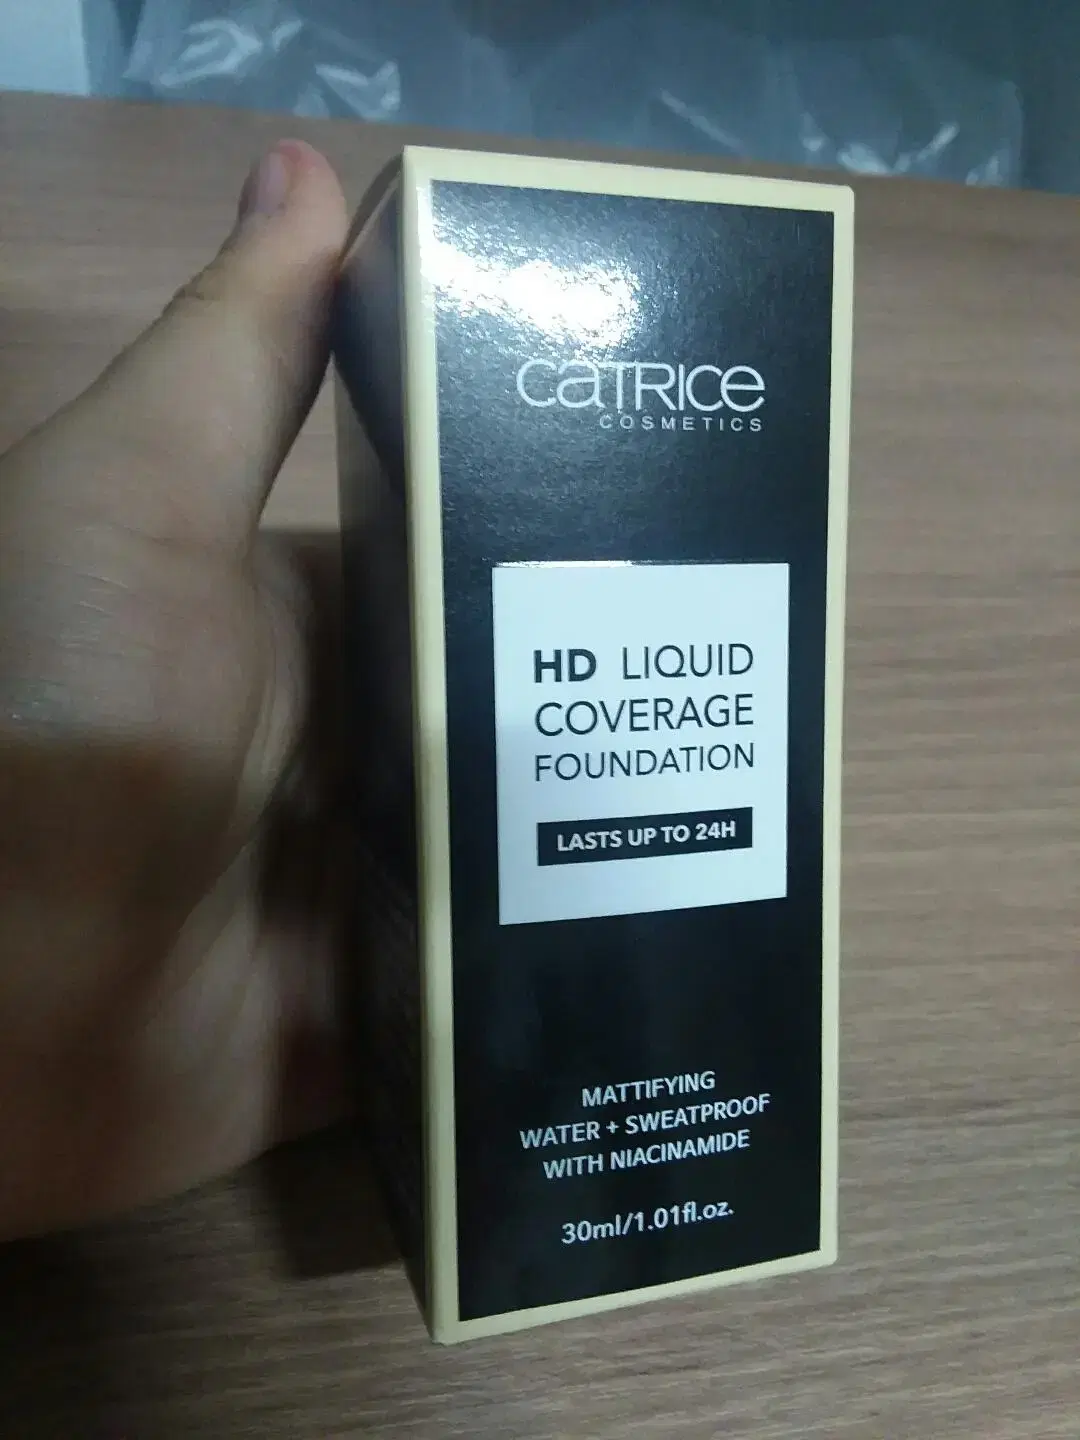 CATRICE
COSMETICS
HD LIQUID
COVERAGE
FOUNDATION
LASTS UP TO 24H
MATTIFYING
WATER + SWEATPROOF
WITH NIACINAMIDE
30ml/1.01fl.oz.